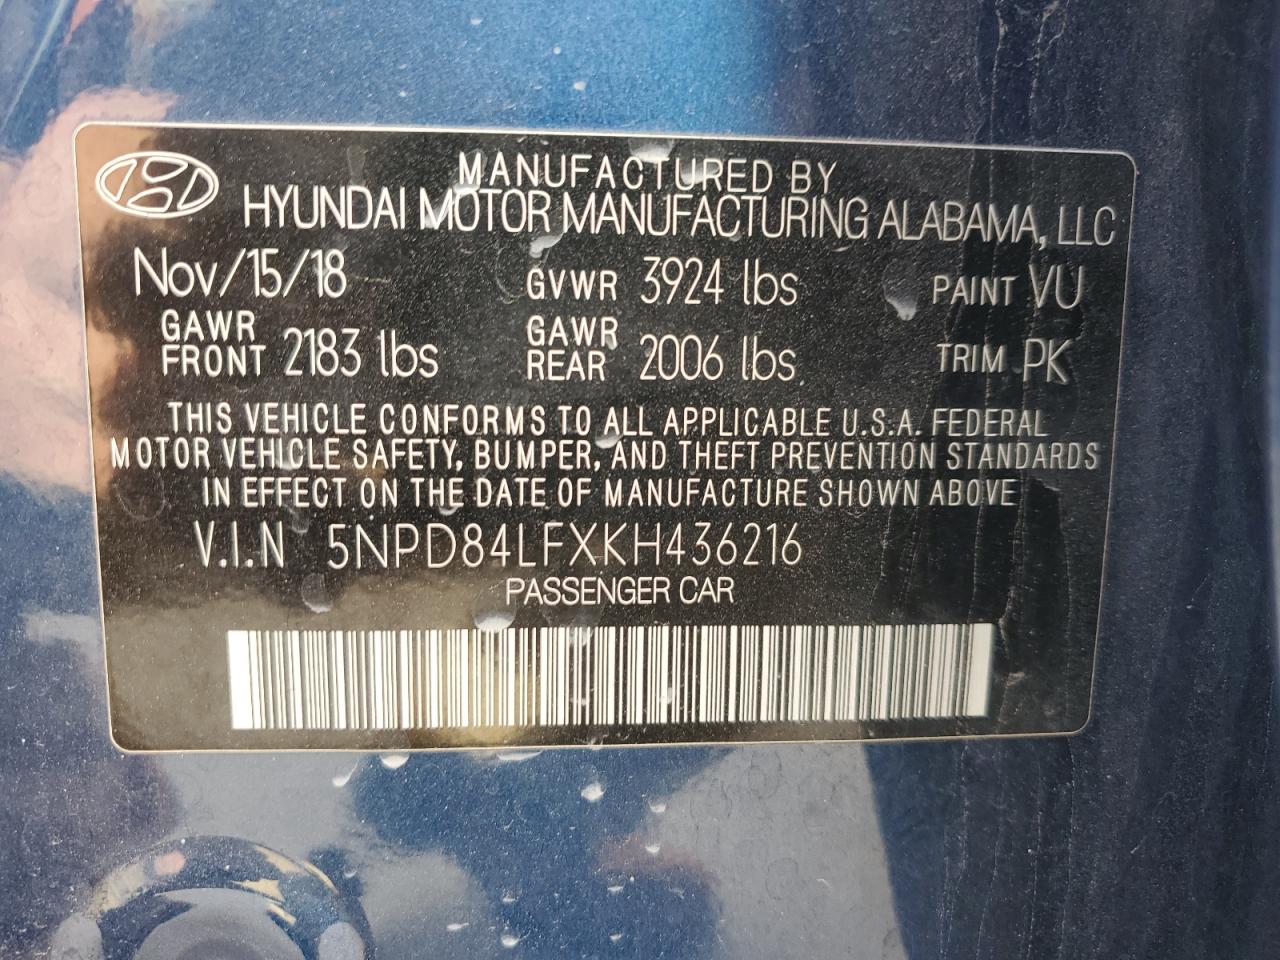 MANUFACTURED BY
HYUNDAI MOTOR MANUFACTURING ALABAMA, LLC
Nov/15/18 GVWR 3924 lbs PAINT VU
GAWR FRONT 2183 lbs GAWR REAR 2006 lbs TRIM PK
THIS VEHICLE CONFORMS TO ALL APPLICABLE U.S.A. FEDERAL
MOTOR VEHICLE SAFETY, BUMPER, AND THEFT PREVENTION STANDARDS
IN EFFECT ON THE DATE OF MANUFACTURE SHOWN ABOVE
V.I.N 5NPD84LFXKH436216
PASSENGER CAR